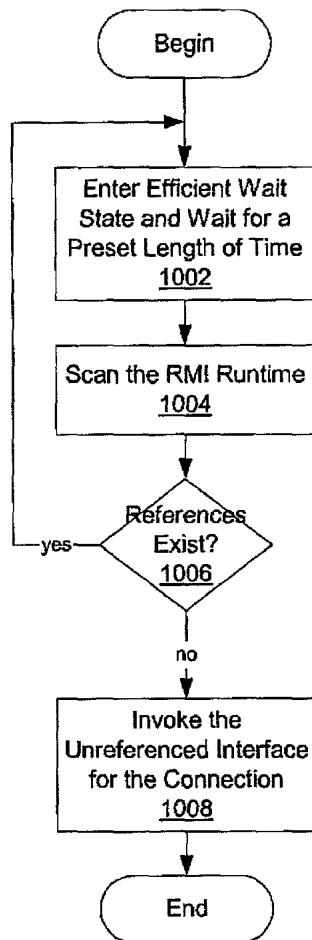 Begin
Enter Efficient Wait
State and Wait for a
Preset Length of Time
1002
Scan the RMI Runtime
1004
References
Exist?
1006
yes
no
Invoke the
Unreferenced Interface
for the Connection
1008
End